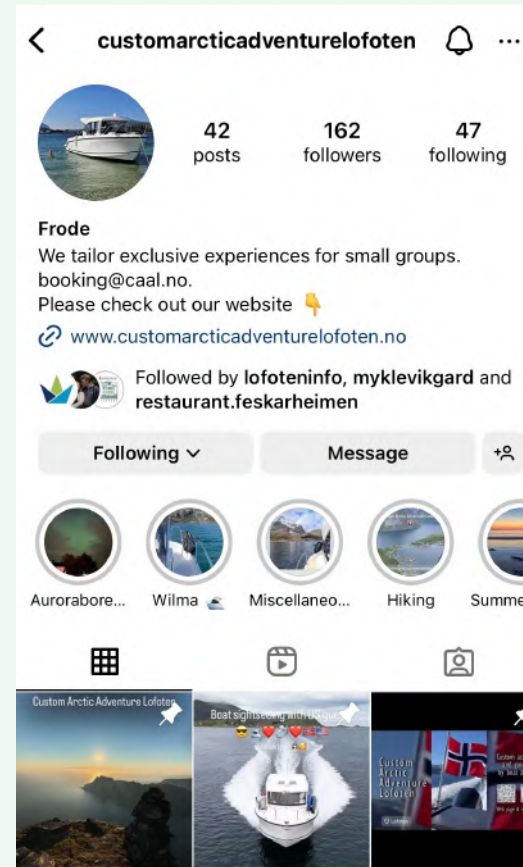 customarcticadventurelofoten
42 162 47
posts followers following
Frode
We tailor exclusive experiences for small groups.
booking@caal.no.
Please check out our website 👇
www.customarcticadventurelofoten.no
Followed by lofoteninfo, myklevikgard and
restaurant.feskarheimen
Following Message
Aurorabore... Wilma Miscellaneo... Hiking Summe
Custom Arctic Adventure Lofoten
Boat sightseeing with
Custom
Arctic
Adventure
Lofoten